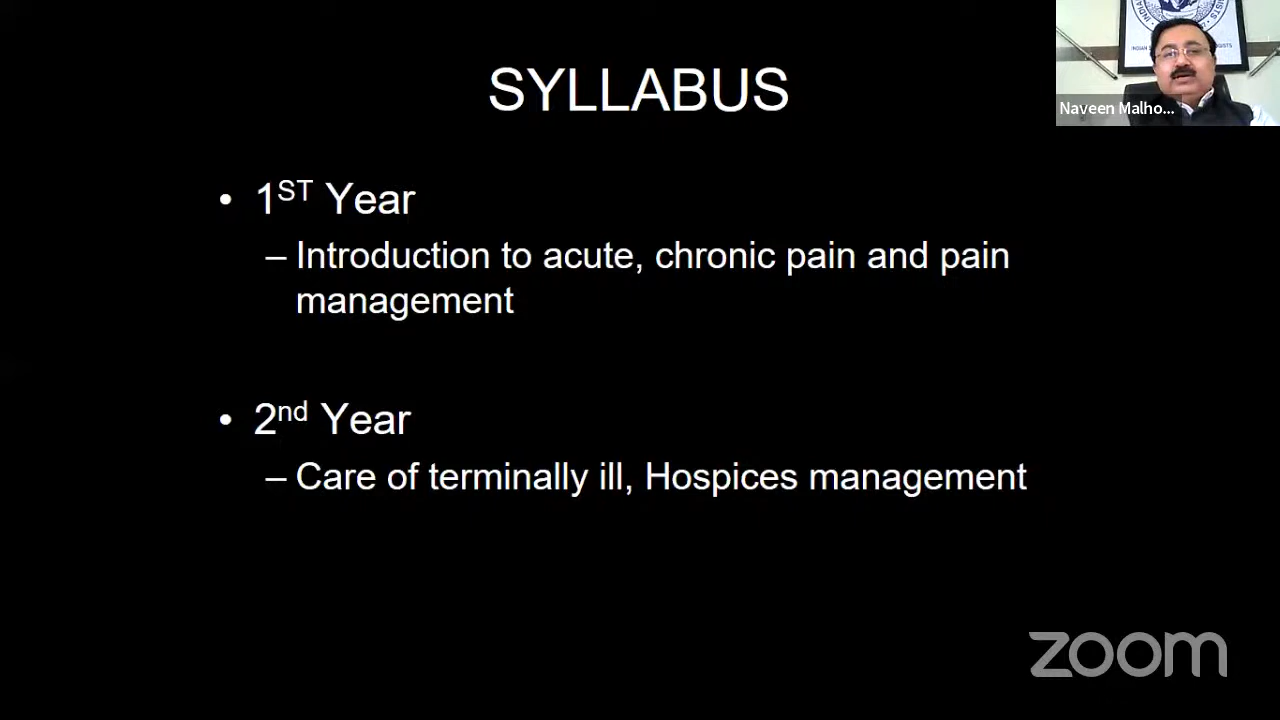 SYLLABUS
• 1ST Year
– Introduction to acute, chronic pain and pain
management
• 2nd Year
– Care of terminally ill, Hospices management
Naveen Malho...
zoom